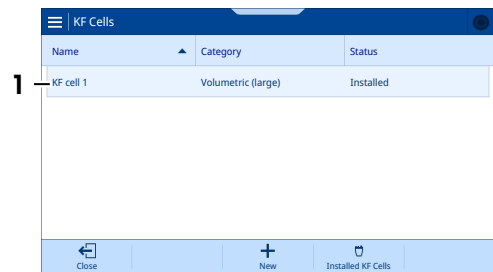 KF Cells
Name Category Status
1
KF cell 1 Volumetric (large) Installed
Close New Installed KF Cells